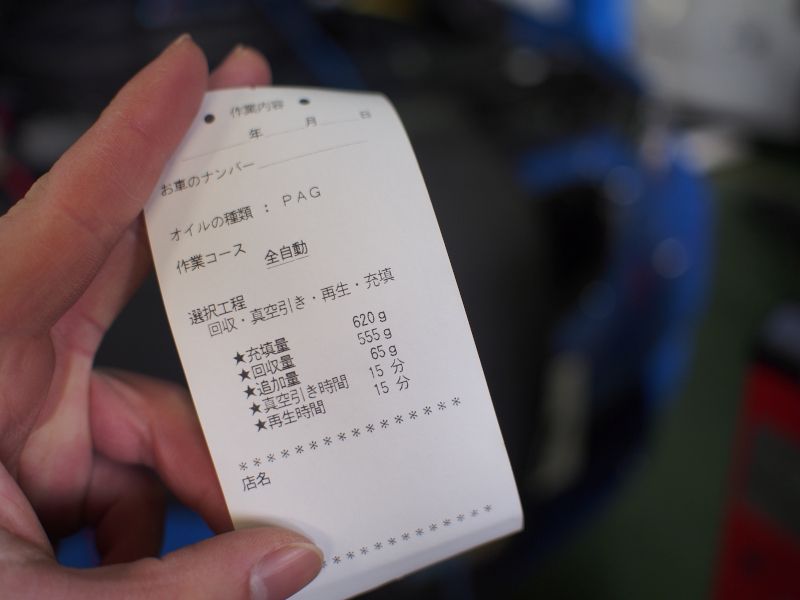 作業内容
年 月 日
お車のナンバー
オイルの種類 : PAG
作業コース 全自動
選択工程
回収・真空引き・再生・充填
★充填量 620g
★回収量 555g
★追加量 65g
★真空引き時間 15 分
★再生時間 15 分
***************
店名
*************